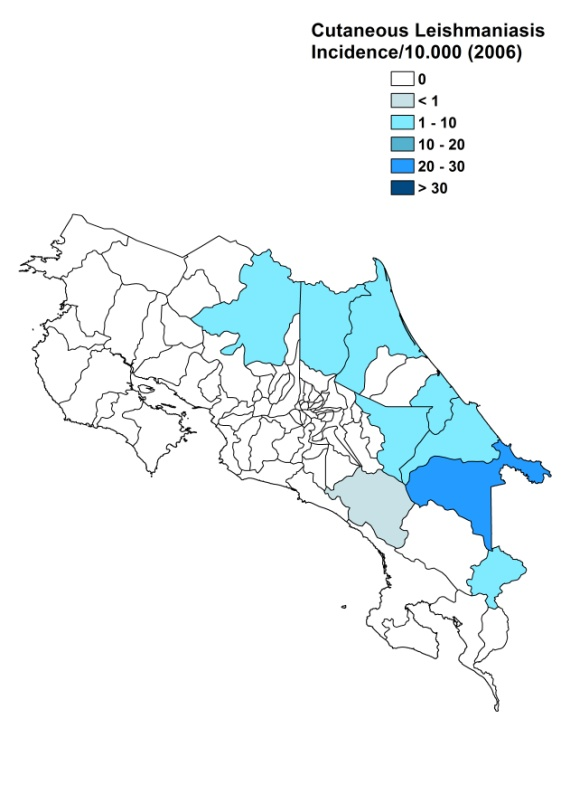 Cutaneous Leishmaniasis
Incidence/10.000 (2006)
0
< 1
1 - 10
10 - 20
20 - 30
> 30